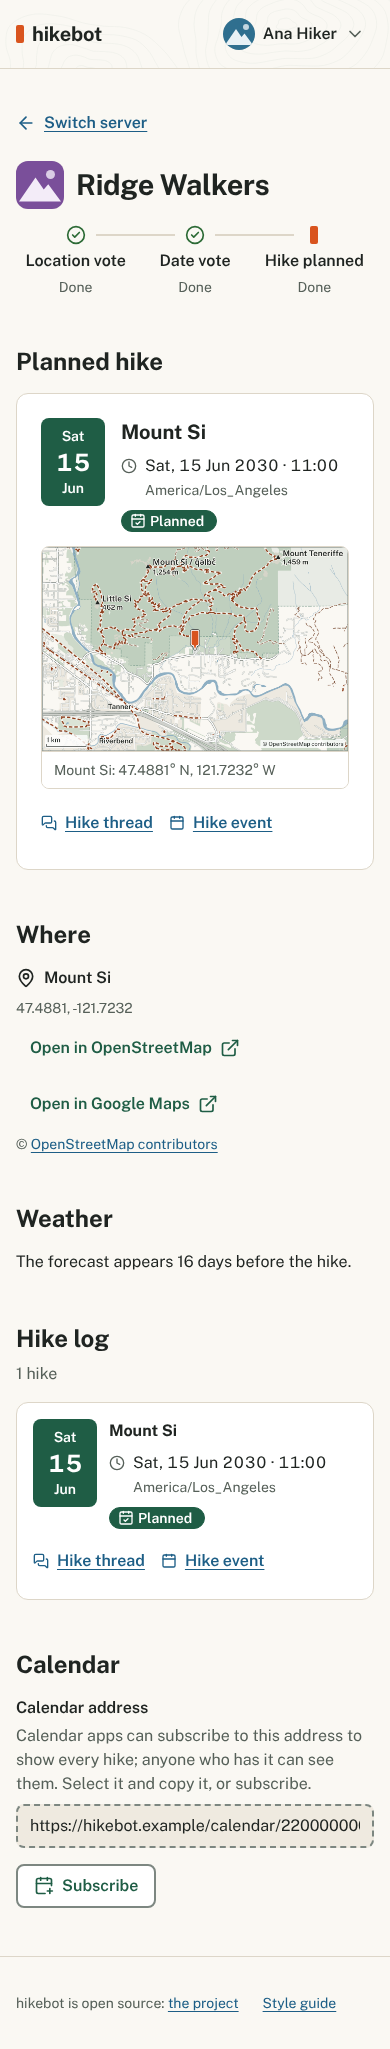 hikebot
Ana Hiker
Switch server
Ridge Walkers
Location vote
Date vote
Hike planned
Done
Done
Done
Planned hike
Sat
15
Jun
Mount Si
Sat, 15 Jun 2030 · 11:00
America/Los_Angeles
Planned
Mount Si / qəlbč
1,254 m
Mount Teneriffe
1,459 m
Little Si
462 m
Tanner
Riverbend
1 km
© OpenStreetMap contributors
Mount Si: 47.4881° N, 121.7232° W
Hike thread
Hike event
Where
Mount Si
47.4881, -121.7232
Open in OpenStreetMap
Open in Google Maps
© OpenStreetMap contributors
Weather
The forecast appears 16 days before the hike.
Hike log
1 hike
Sat
15
Jun
Mount Si
Sat, 15 Jun 2030 · 11:00
America/Los_Angeles
Planned
Hike thread
Hike event
Calendar
Calendar address
Calendar apps can subscribe to this address to
show every hike; anyone who has it can see
them. Select it and copy it, or subscribe.
https://hikebot.example/calendar/220000000
Subscribe
hikebot is open source: the project
Style guide